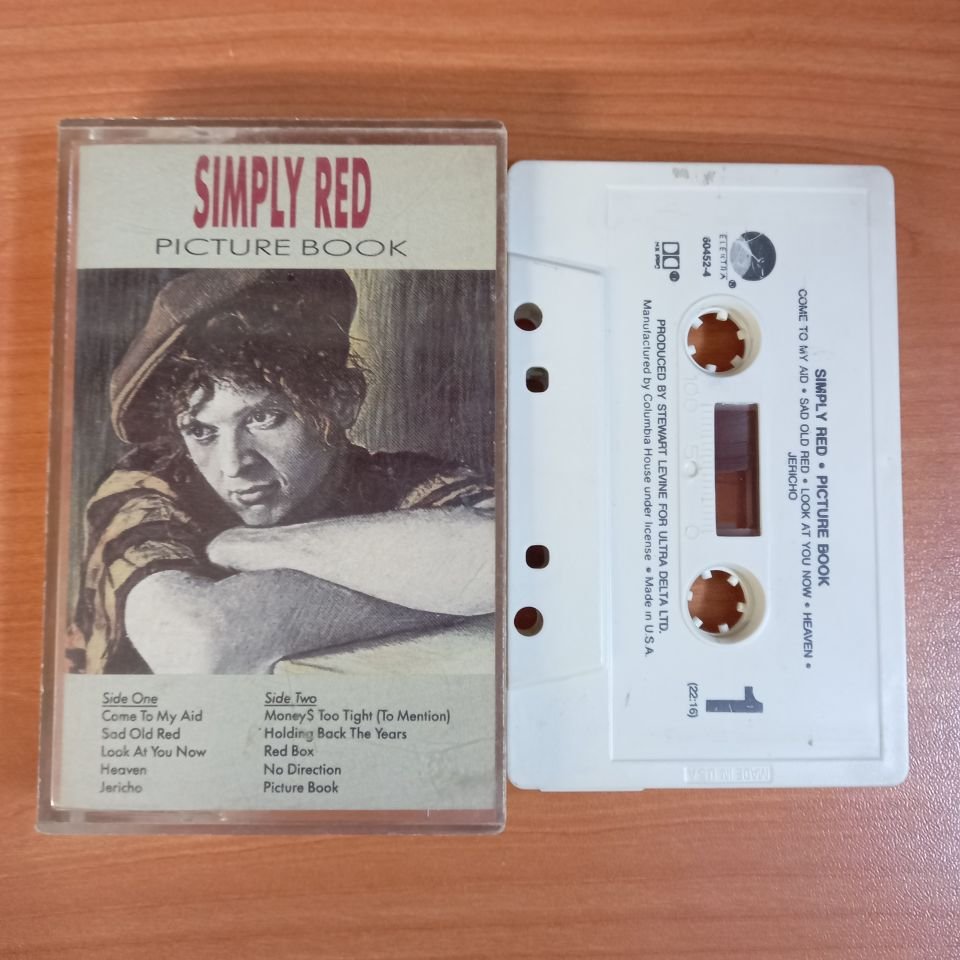 SIMPLY RED
PICTURE BOOK
Side One
Come To My Aid
Sad Old Red
Look At You Now
Heaven
Jericho
Side Two
Money$ Too Tight (To Mention)
Holding Back The Years
Red Box
No Direction
Picture Book
SIMPLY RED • PICTURE BOOK
COME TO MY AID • SAD OLD RED • LOOK AT YOU NOW • HEAVEN •
JERICHO
ELEKTRA ®
60452-4
100 50 0
PRODUCED BY STEWART LEVINE FOR ULTRA DELTA LTD.
Manufactured by Columbia House under license • Made in U.S.A.
1
(22:16)
MADE IN U.S.A.